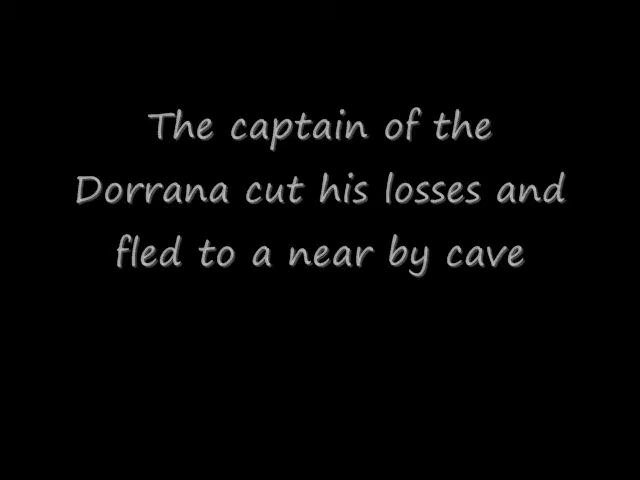 The captain of the
Dorrana cut his losses and
fled to a near by cave